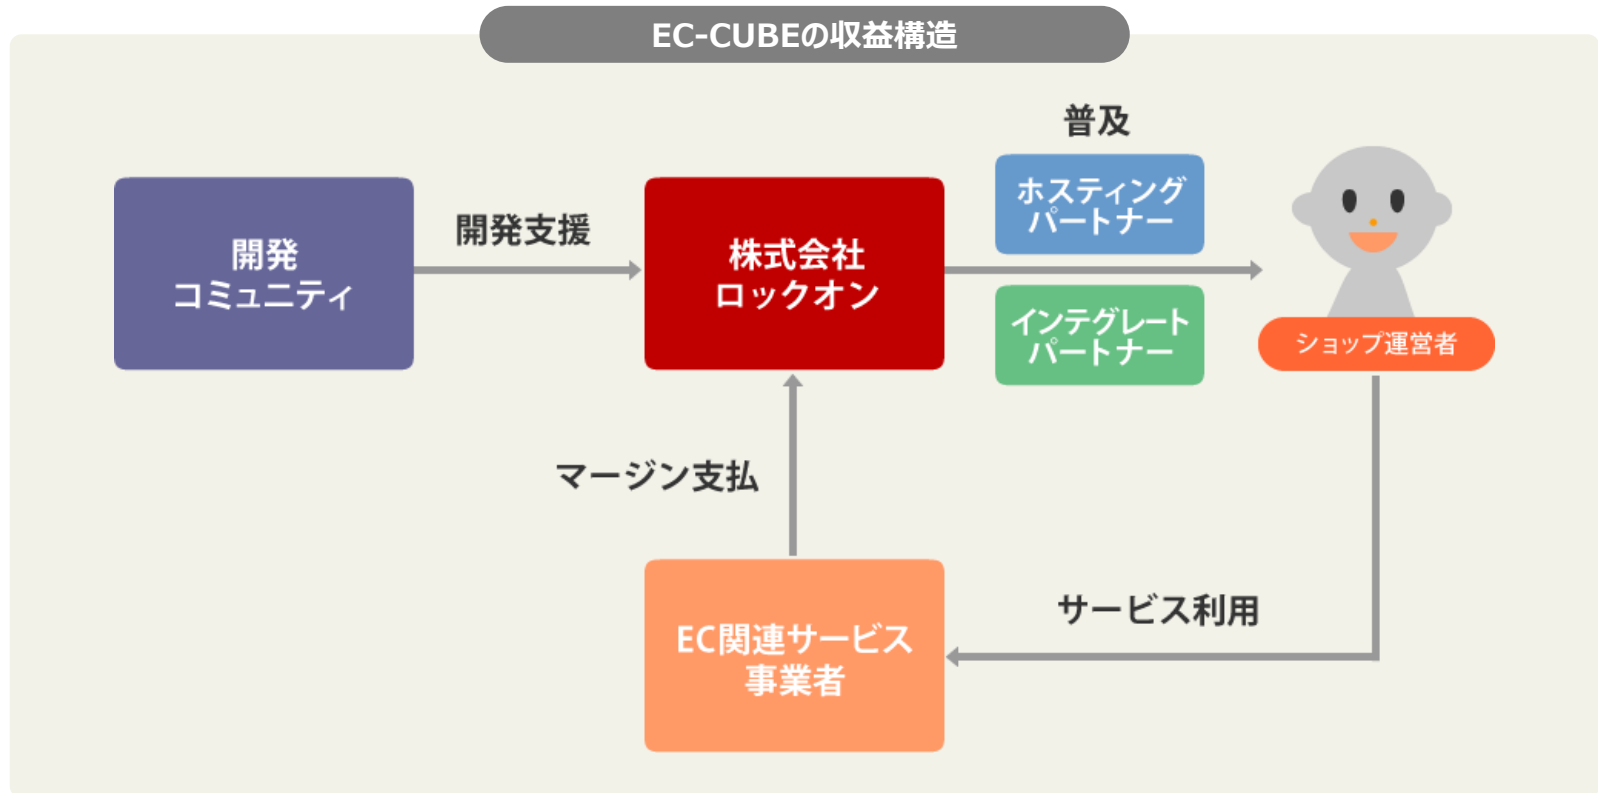 EC-CUBEの収益構造
普及
開発
コミュニティ
開発支援
株式会社
ロックオン
ホスティング
パートナー
インテグレート
パートナー
ショップ運営者
マージン支払
サービス利用
EC関連サービス
事業者